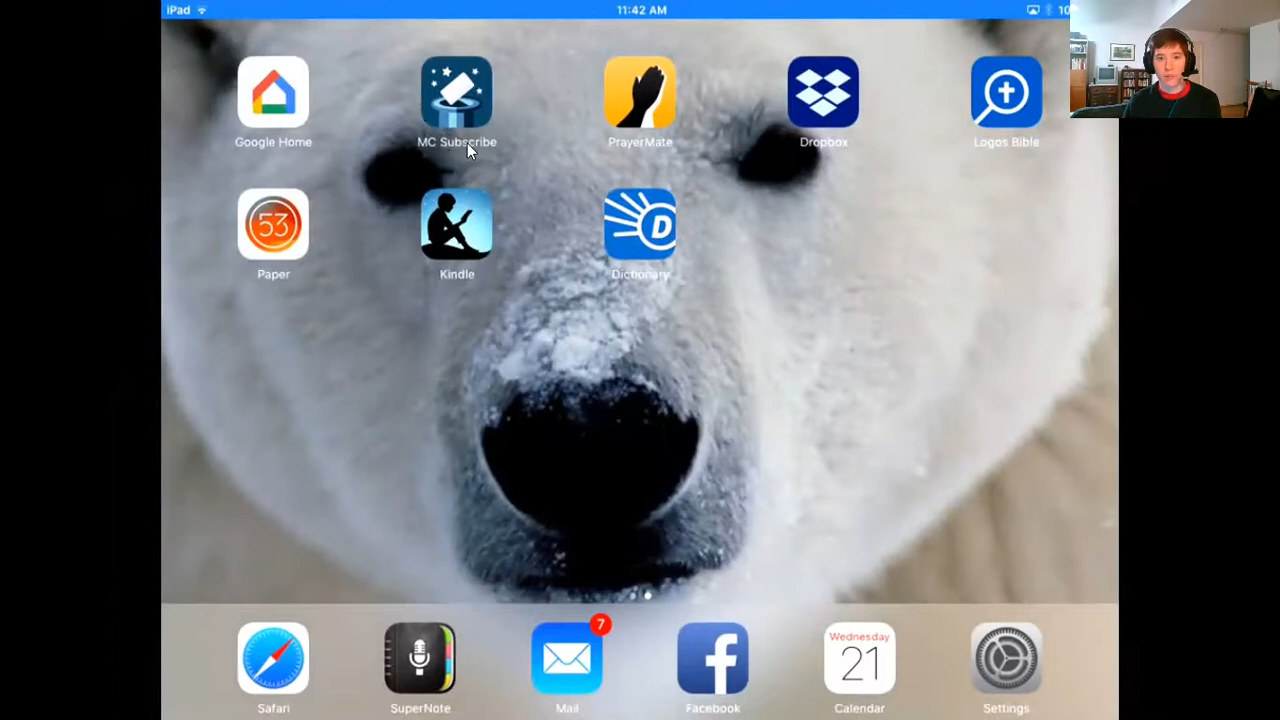 iPad 11:42 AM 10
Google Home MC Subscribe PrayerMate Dropbox Logos Bible
53 D
Paper Kindle Dictionary
7 Wednesday
21
Safari SuperNote Mail Facebook Calendar Settings